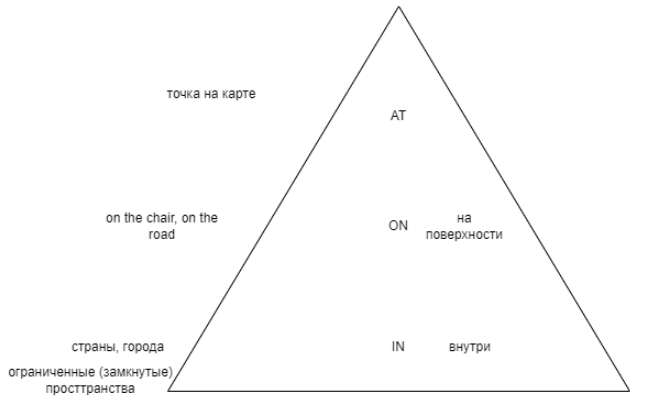 точка на карте
AT
on the chair, on the
road
ON
на
поверхности
страны, города
IN
внутри
ограниченные (замкнутые)
просттранства